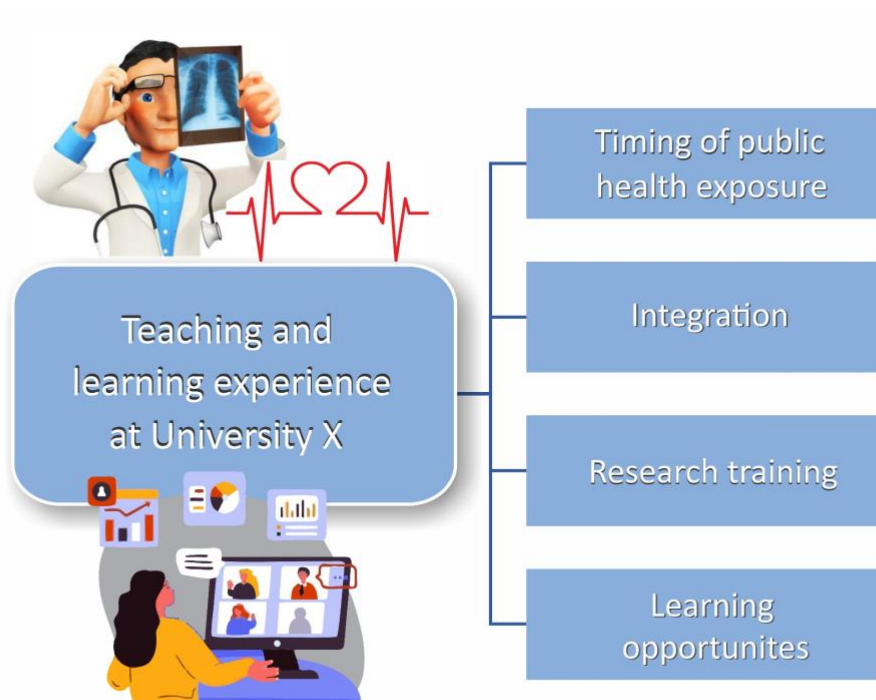 Teaching and
learning experience
at University X
Timing of public
health exposure
Integration
Research training
Learning
opportunites